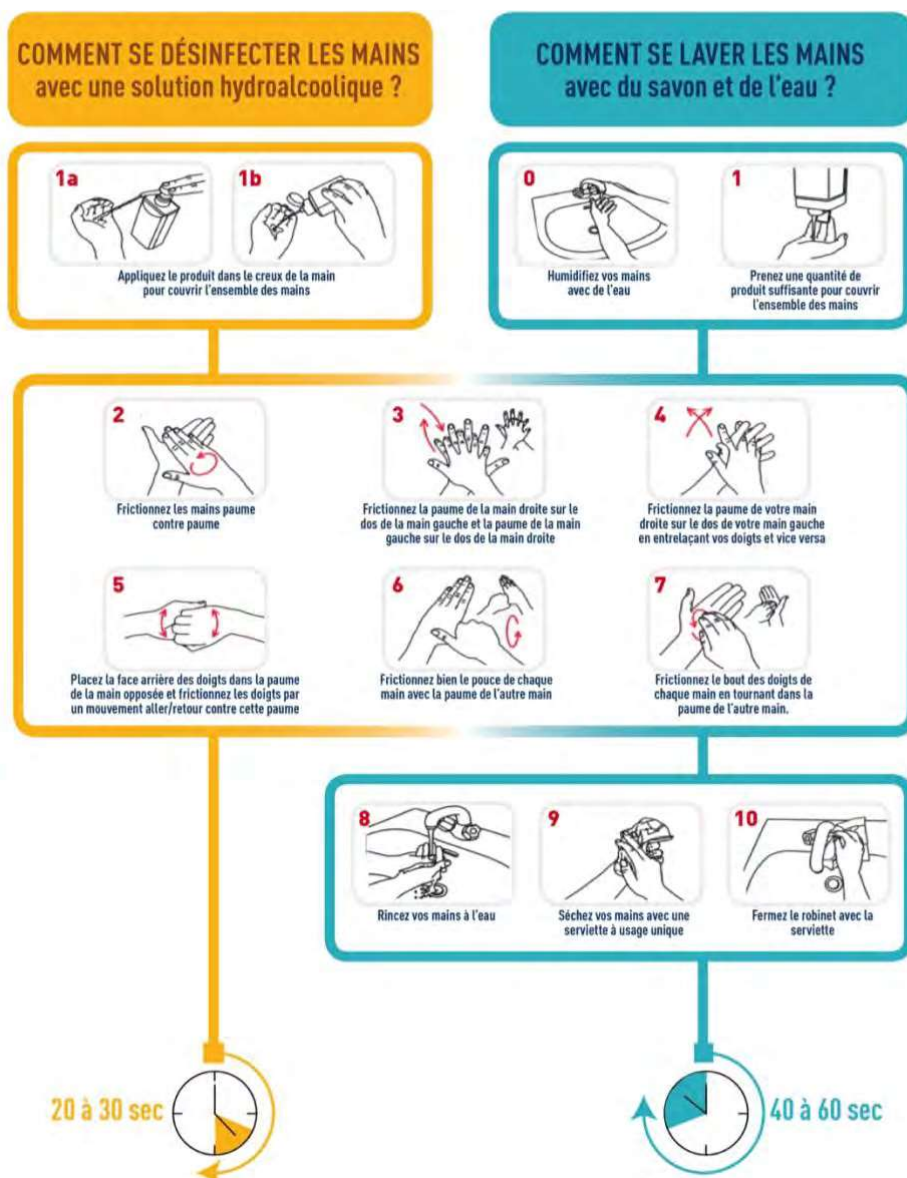 COMMENT SE DÉSINFECTER LES MAINS
avec une solution hydroalcoolique ?
COMMENT SE LAVER LES MAINS
avec du savon et de l'eau ?
1a
1b
Appliquez le produit dans le creux de la main
pour couvrir l'ensemble des mains
0
Humidifiez vos mains
avec de l'eau
1
Prenez une quantité de
produit suffisante pour couvrir
l'ensemble des mains
2
Frictionnez les mains paume
contre paume
3
Frictionnez la paume de la main droite sur le
dos de la main gauche et la paume de la main
gauche sur le dos de la main droite
4
Frictionnez la paume de votre main
droite sur le dos de votre main gauche
en entrelaçant vos doigts et vice versa
5
Placez la face arrière des doigts dans la paume
de la main opposée et frictionnez les doigts par
un mouvement aller/retour contre cette paume
6
Frictionnez bien le pouce de chaque
main avec la paume de l'autre main
7
Frictionnez le bout des doigts de
chaque main en tournant dans la
paume de l'autre main.
8
Rincez vos mains à l'eau
9
Séchez vos mains avec une
serviette à usage unique
10
Fermez le robinet avec la
serviette
20 à 30 sec
40 à 60 sec